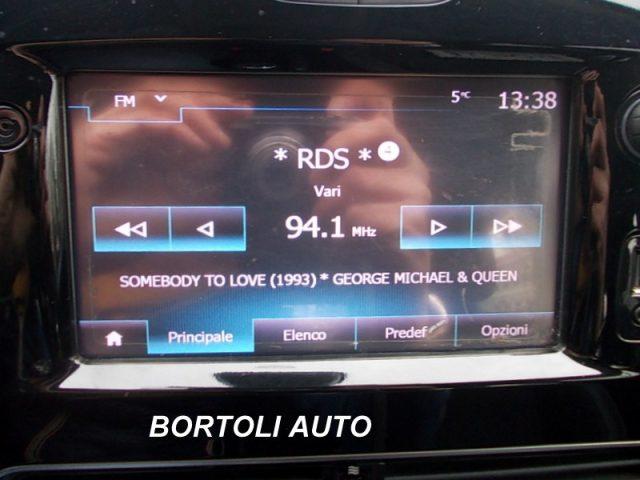 FM 5°C 13:38
* RDS * 4
Vari
94.1 MHz
SOMEBODY TO LOVE (1993) * GEORGE MICHAEL & QUEEN
Principale Elenco Predef Opzioni
BORTOLI AUTO